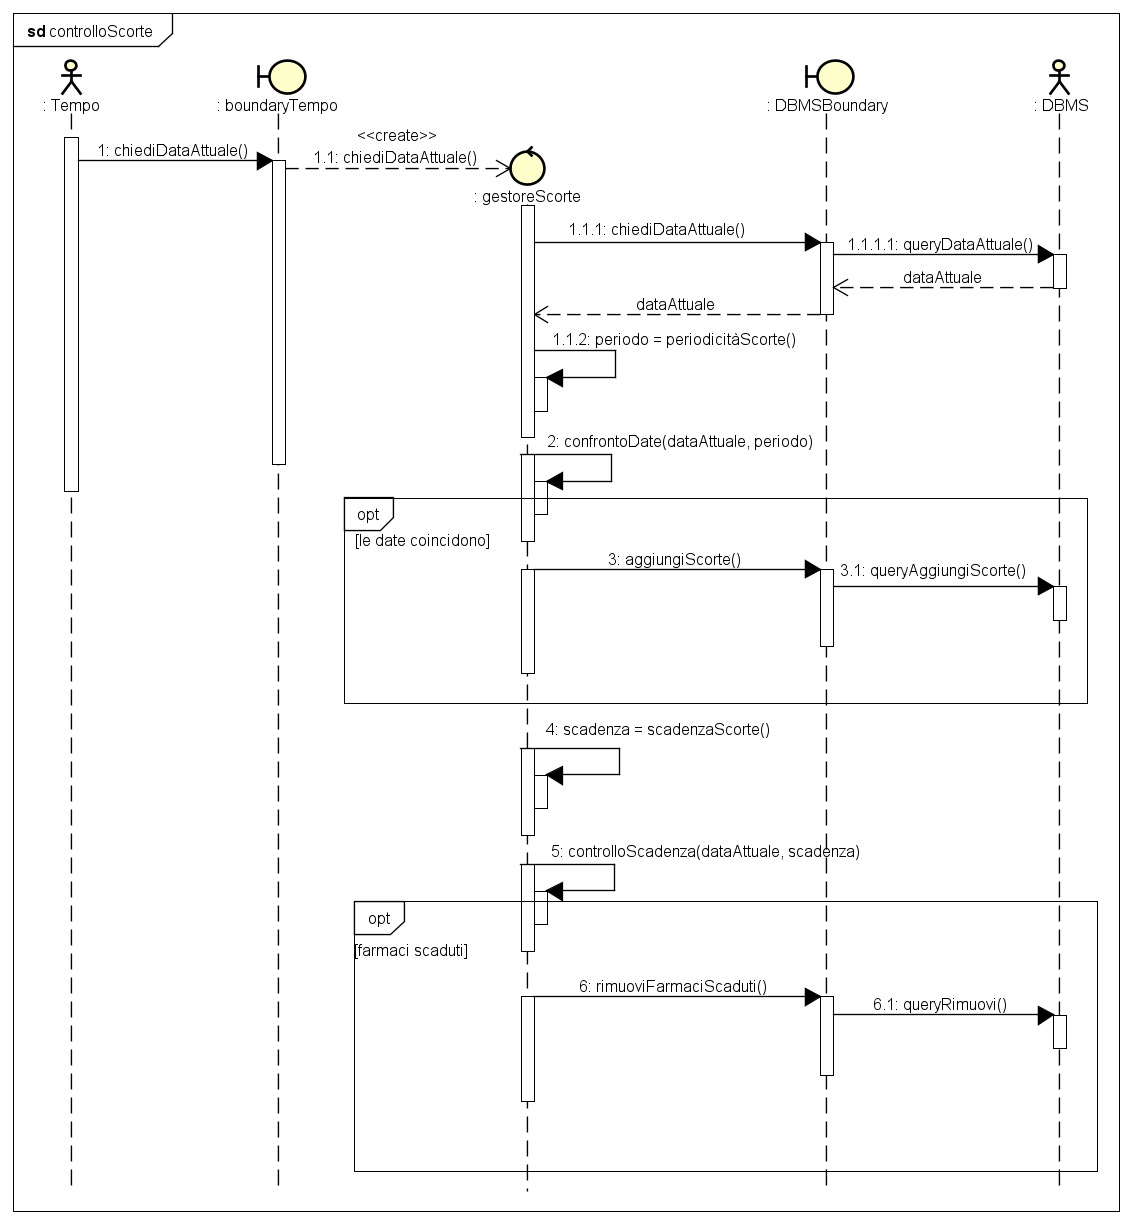 sd controlloScorte
: Tempo
: boundaryTempo
: DBMSBoundary
: DBMS
<<create>>
1: chiediDataAttuale()
1.1: chiediDataAttuale()
: gestoreScorte
1.1.1: chiediDataAttuale()
1.1.1.1: queryDataAttuale()
dataAttuale
dataAttuale
1.1.2: periodo = periodicitàScorte()
2: confrontoDate(dataAttuale, periodo)
opt
[le date coincidono]
3: aggiungiScorte()
3.1: queryAggiungiScorte()
4: scadenza = scadenzaScorte()
5: controlloScadenza(dataAttuale, scadenza)
opt
[farmaci scaduti]
6: rimuoviFarmaciScaduti()
6.1: queryRimuovi()